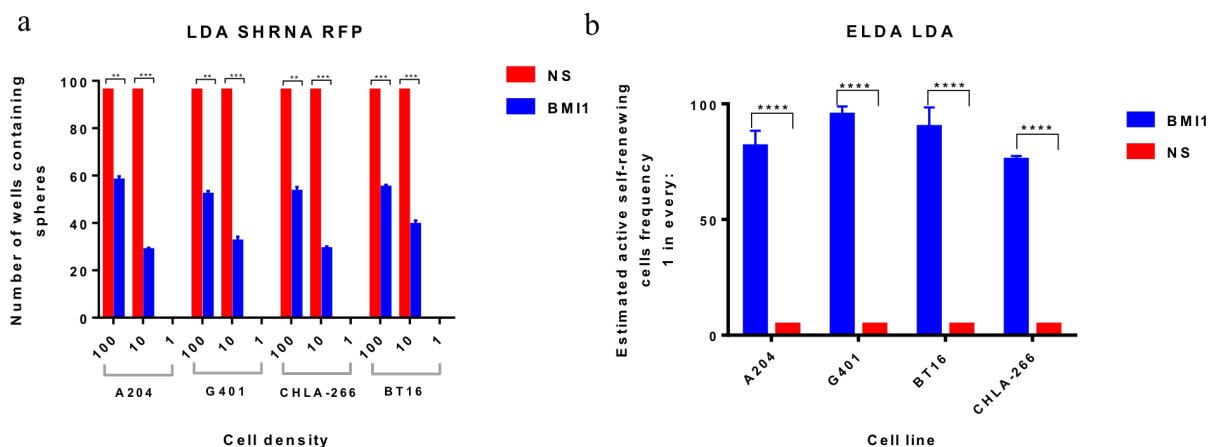 a
LDA SHRNA RFP
NS
BMI1
Number of wells containing
spheres
100
80
60
40
20
0
** *** ** *** ** *** *** ***
100 10 1 100 10 1 100 10 1 100 10 1
A204 G401 CHLA-266 BT16
Cell density
b
ELDA LDA
BMI1
NS
Estimated active self-renewing
cells frequency
1 in every:
100
50
0
**** **** **** ****
A204 G401 BT16 CHLA-266
Cell line